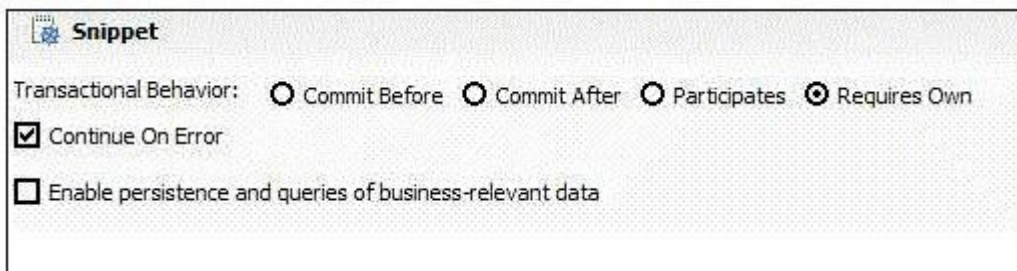 Snippet
Transactional Behavior: Commit Before Commit After Participates Requires Own
Continue On Error
Enable persistence and queries of business-relevant data